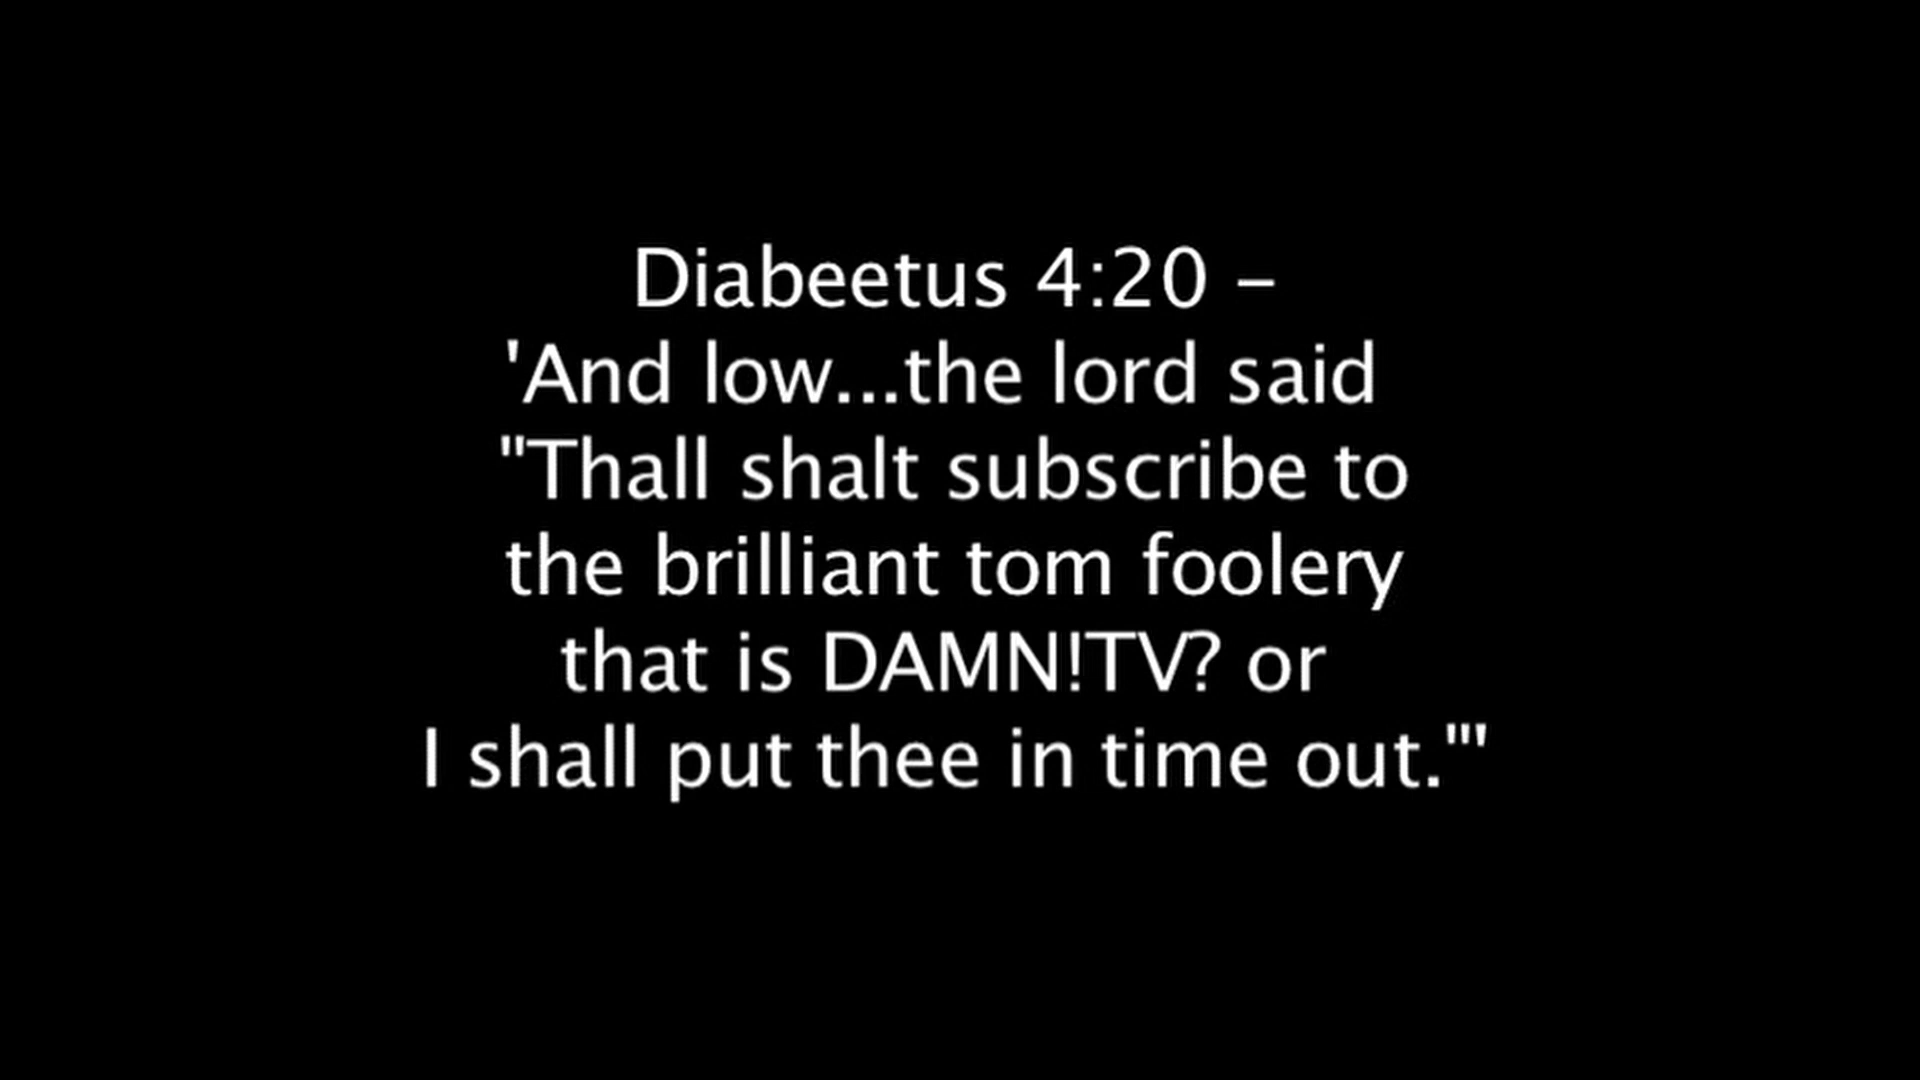 Diabeetus 4:20 –
'And low...the lord said
"Thall shalt subscribe to
the brilliant tom foolery
that is DAMN!TV? or
I shall put thee in time out."'